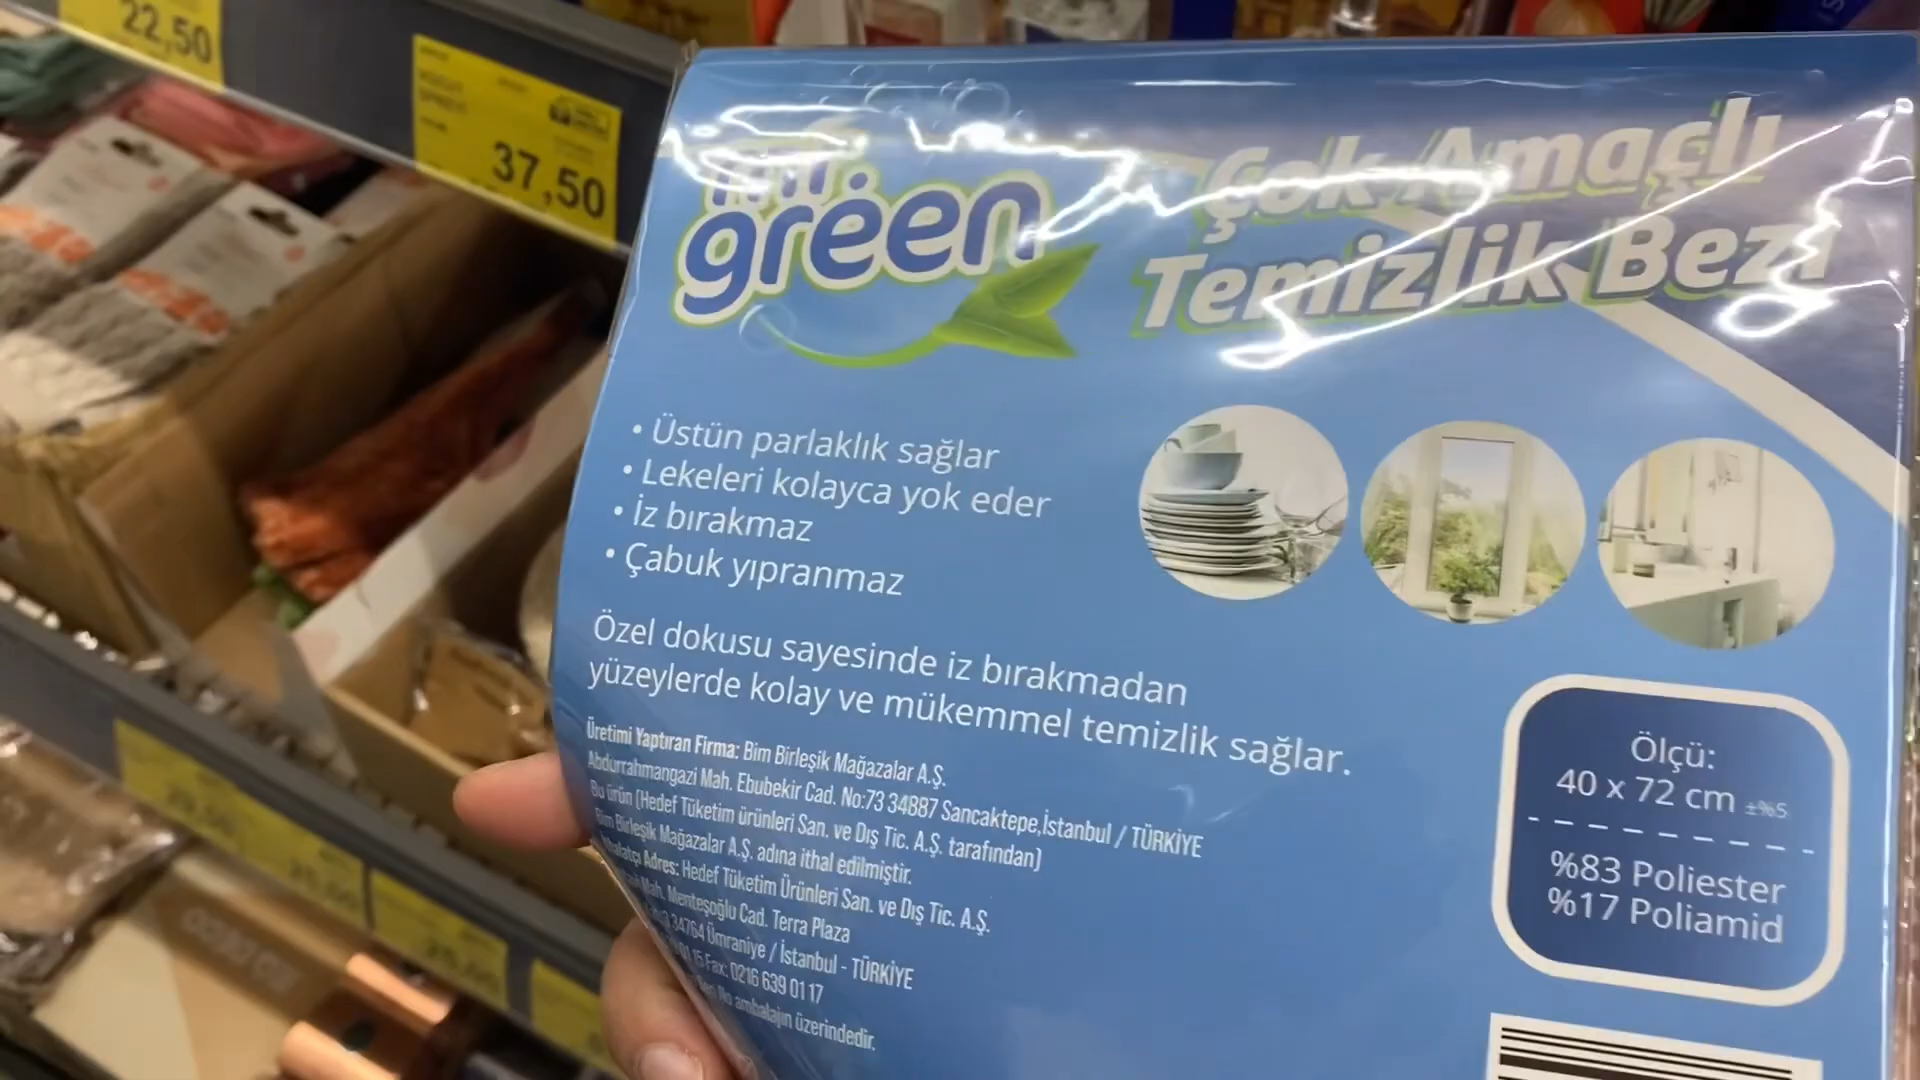 22,50
37,50
mr.
green
Çok Amaçlı
Temizlik Bezi
• Üstün parlaklık sağlar
• Lekeleri kolayca yok eder
• İz bırakmaz
• Çabuk yıpranmaz
Özel dokusu sayesinde iz bırakmadan
yüzeylerde kolay ve mükemmel temizlik sağlar.
Üretimi Yaptıran Firma: Bim Birleşik Mağazalar A.Ş.
Abdurrahmangazi Mah. Ebubekir Cad. No:73 34887 Sancaktepe,İstanbul / TÜRKİYE
Bu ürün (Hedef Tüketim ürünleri San. ve Dış Tic. A.Ş. tarafından)
Bim Birleşik Mağazalar A.Ş. adına ithal edilmiştir.
Adres: Hedef Tüketim Ürünleri San. ve Dış Tic. A.Ş.
Mah. Menteşoğlu Cad. Terra Plaza
34764 Ümraniye / İstanbul - TÜRKİYE
15 Fax: 0216 639 01 17
No ambalajın üzerindedir.
Ölçü:
40 x 72 cm ±%5
%83 Poliester
%17 Poliamid